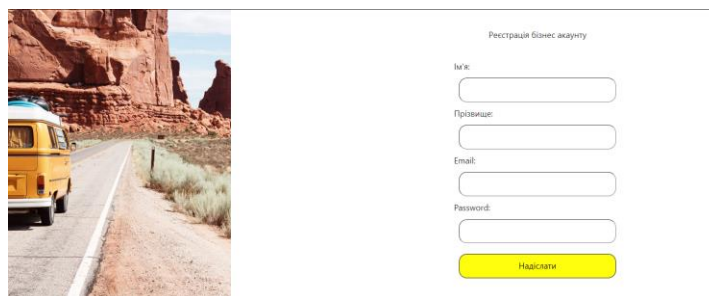 Реєстрація бізнес акаунту
Ім'я:
Прізвище:
Email:
Password:
Надіслати